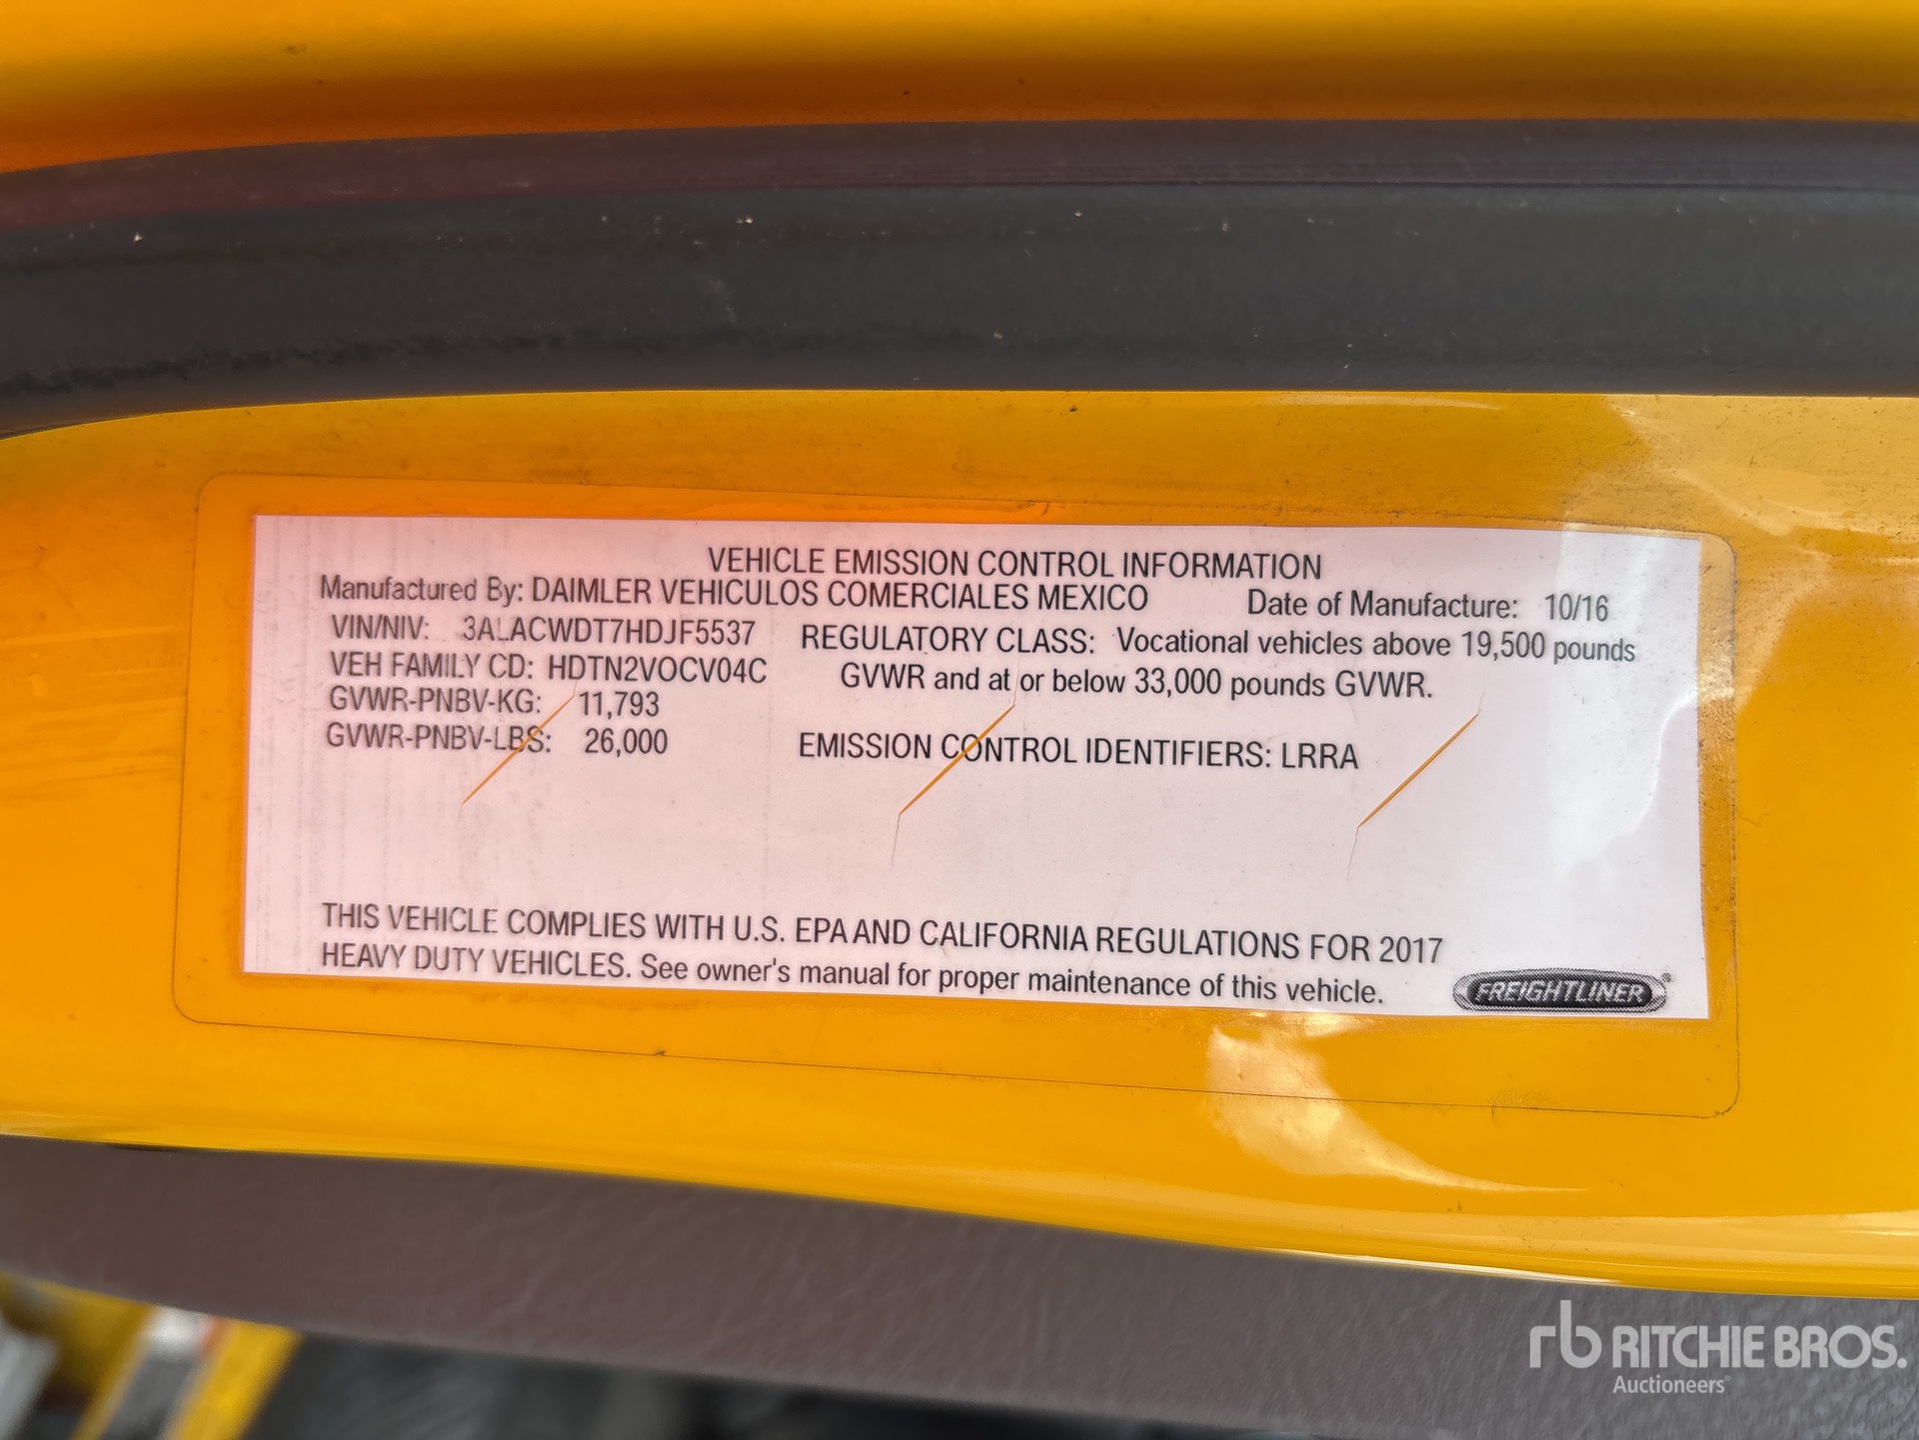 VEHICLE EMISSION CONTROL INFORMATION
Manufactured By: DAIMLER VEHICULOS COMERCIALES MEXICO Date of Manufacture: 10/16
VIN/NIV: 3ALACWDT7HDJF5537
VEH FAMILY CD: HDTN2VOCV04C
GVWR-PNBV-KG: 11,793
GVWR-PNBV-LBS: 26,000
REGULATORY CLASS: Vocational vehicles above 19,500 pounds
GVWR and at or below 33,000 pounds GVWR.
EMISSION CONTROL IDENTIFIERS: LRRA
THIS VEHICLE COMPLIES WITH U.S. EPA AND CALIFORNIA REGULATIONS FOR 2017
HEAVY DUTY VEHICLES. See owner's manual for proper maintenance of this vehicle.
FREIGHTLINER®
rb RITCHIE BROS.
Auctioneers